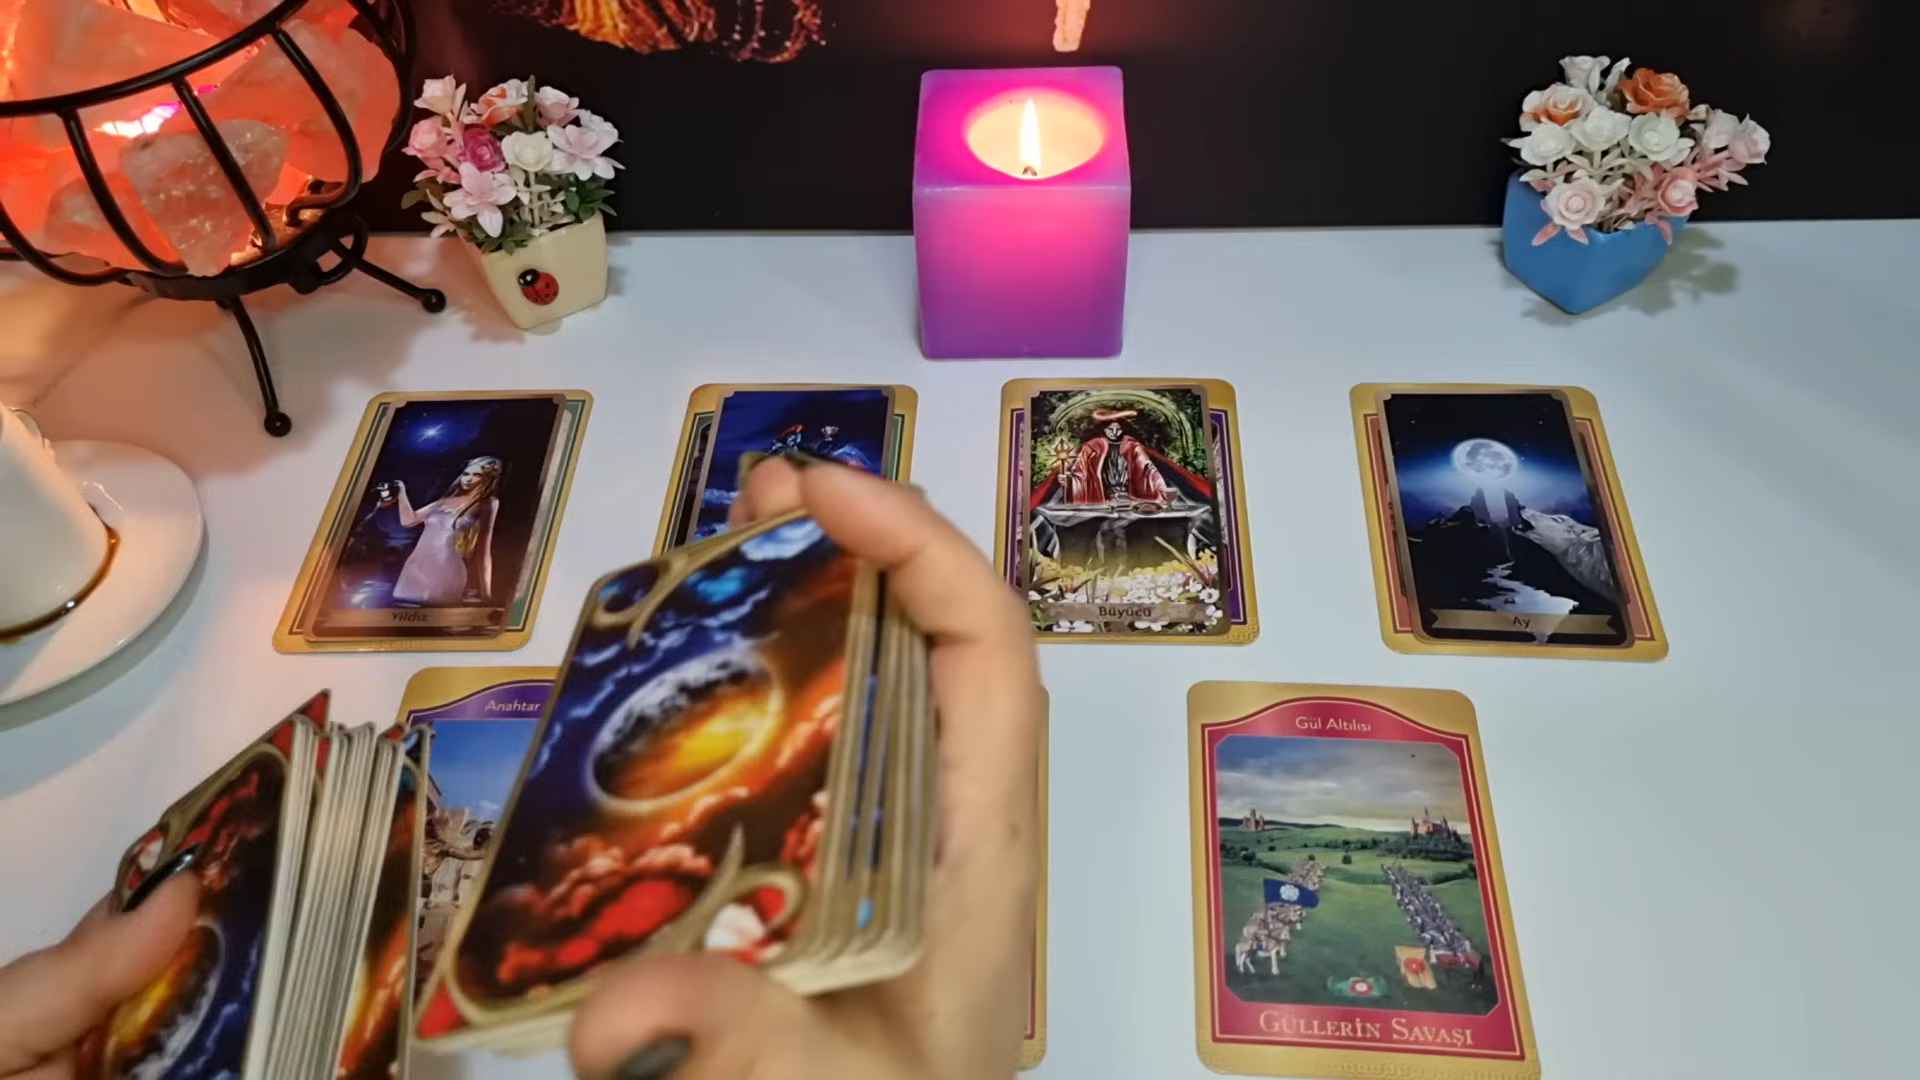 Yıldız
Büyücü
Ay
Anahtar
Gül Altılısı
GÜLLERİN SAVAŞI